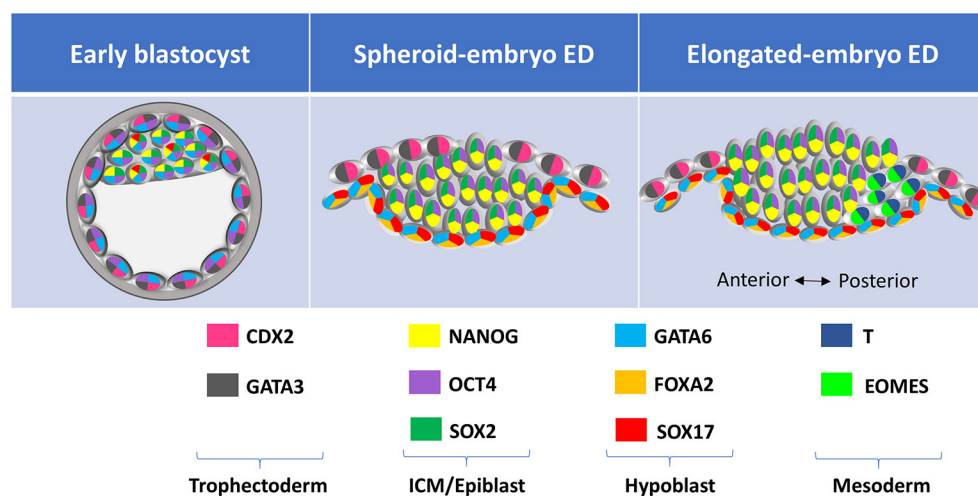 Early blastocyst
Spheroid-embryo ED
Elongated-embryo ED
Anterior
Posterior
CDX2
NANOG
GATA6
T
GATA3
OCT4
FOXA2
EOMES
SOX2
SOX17
Trophectoderm
ICM/Epiblast
Hypoblast
Mesoderm